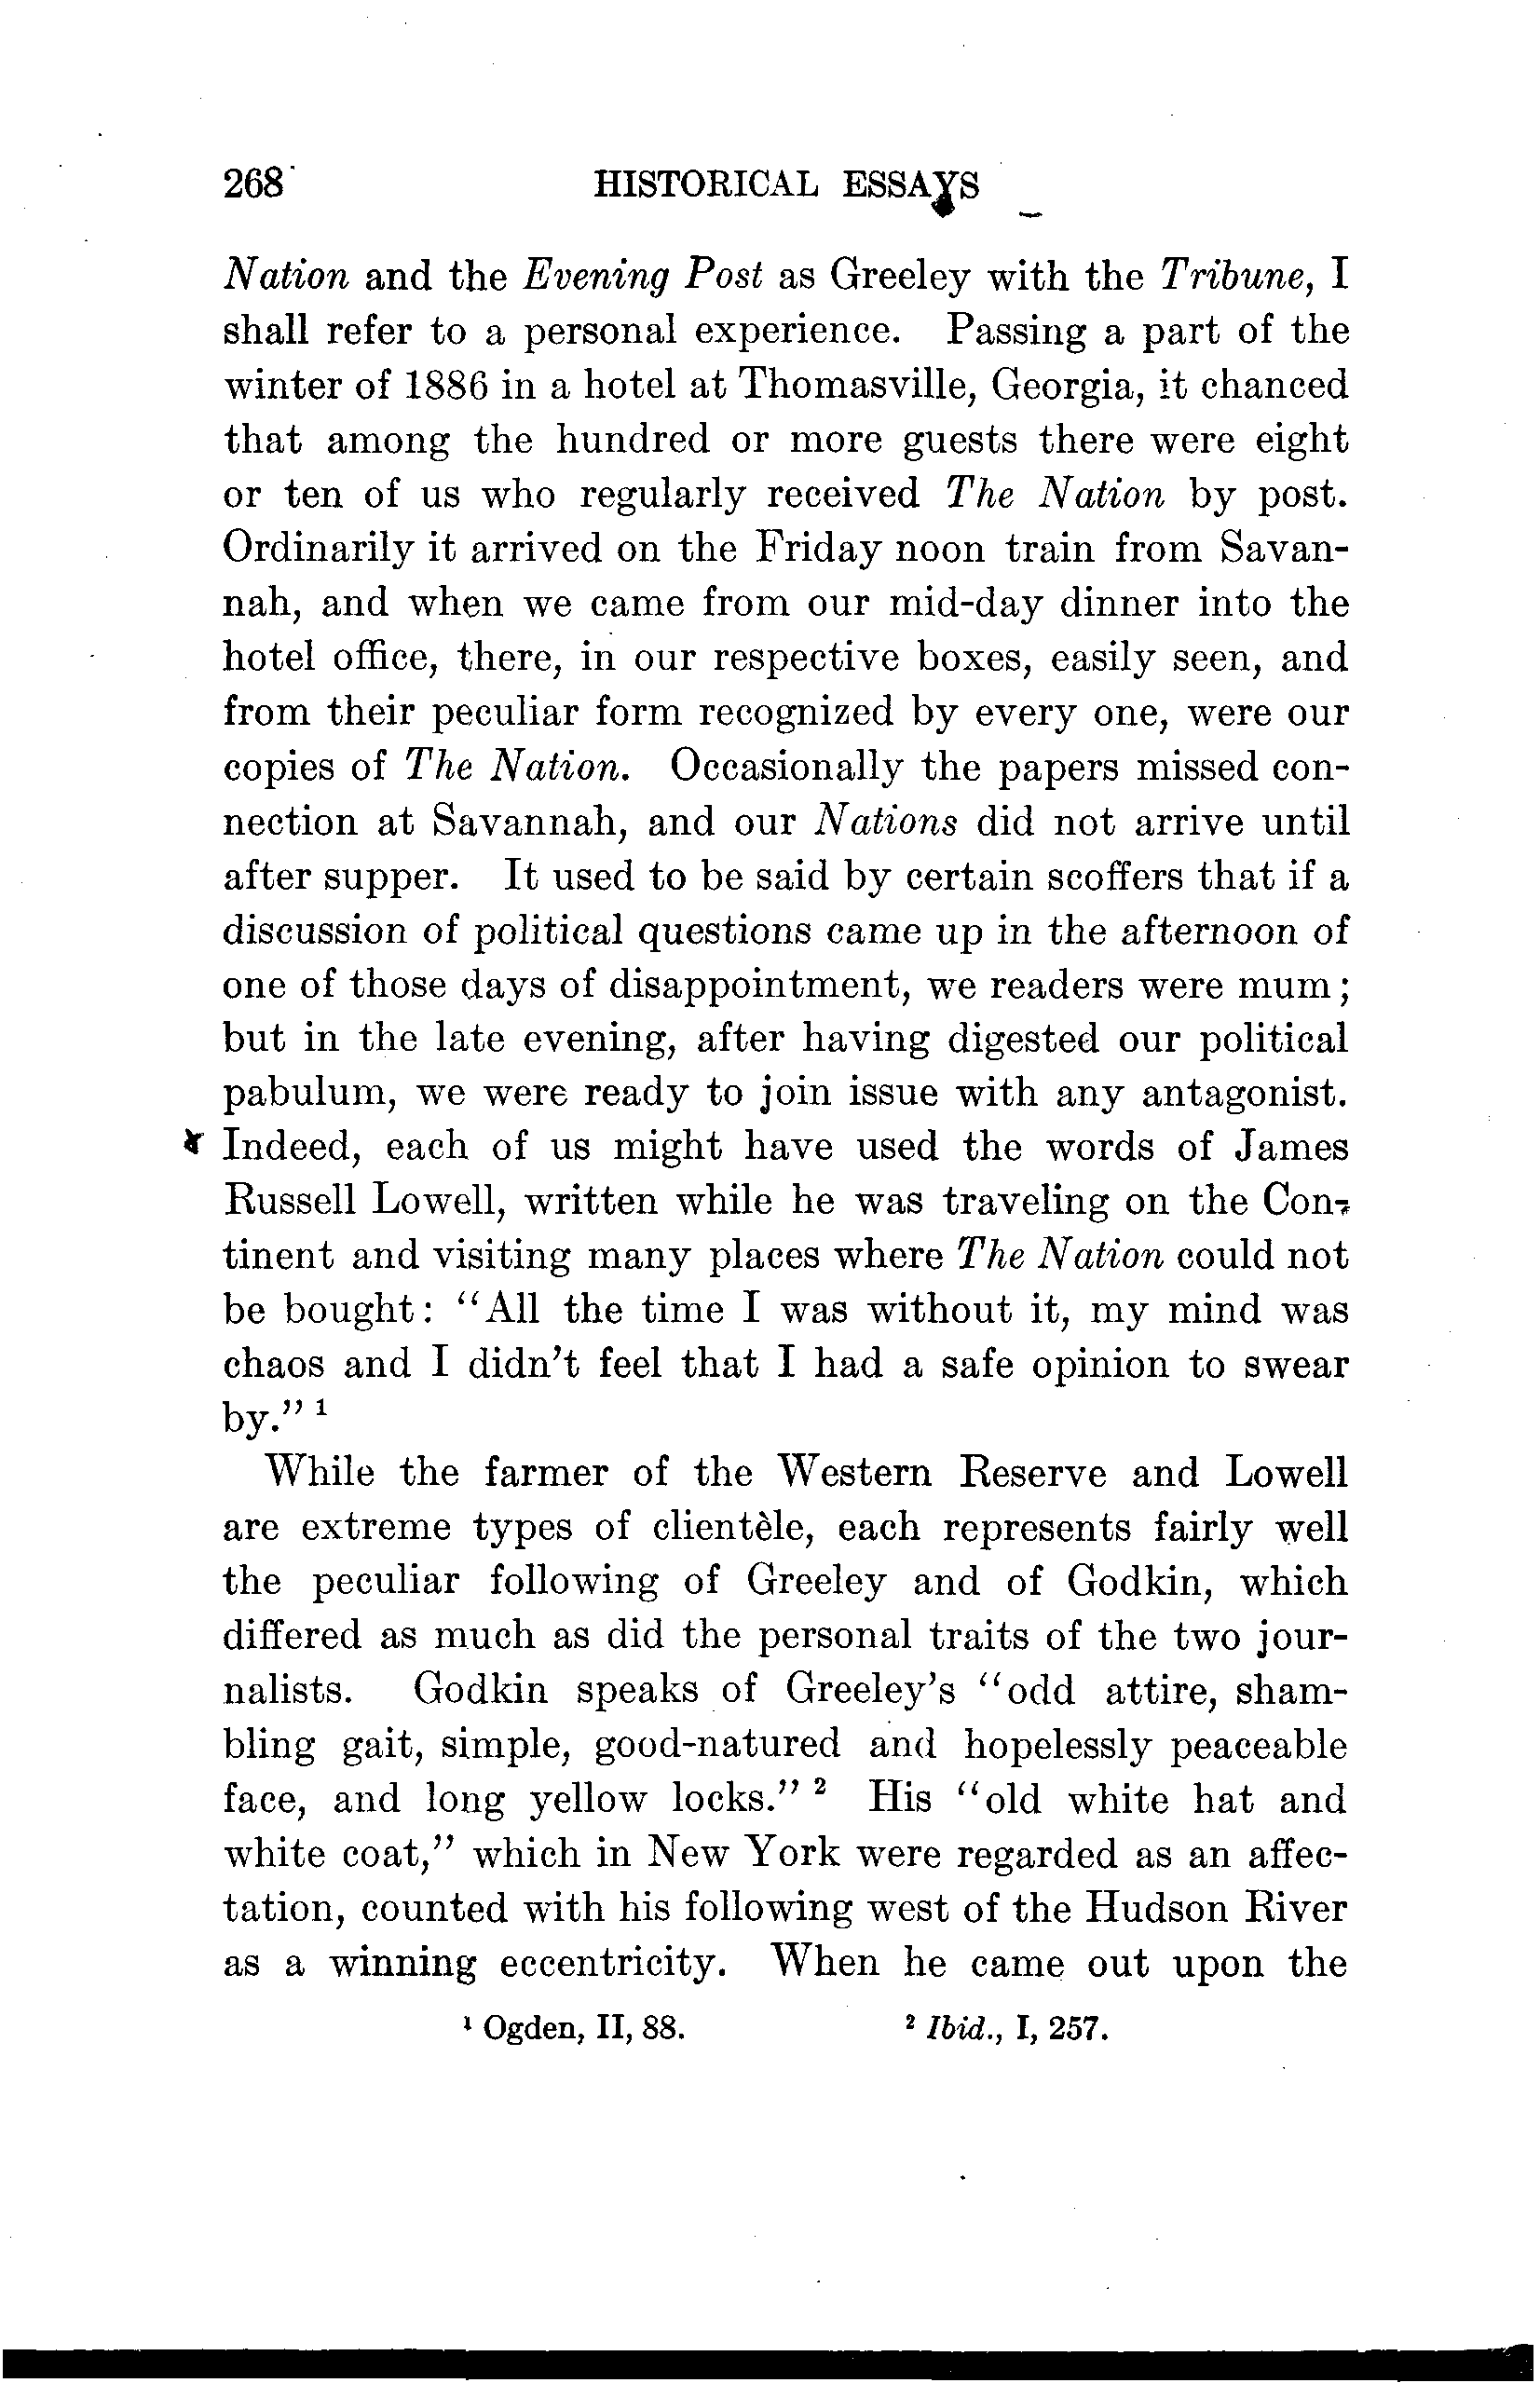 268 HISTORICAL ESSAYS
Nation and the Evening Post as Greeley with the Tribune, I
shall refer to a personal experience. Passing a part of the
winter of 1886 in a hotel at Thomasville, Georgia, it chanced
that among the hundred or more guests there were eight
or ten of us who regularly received The Nation by post.
Ordinarily it arrived on the Friday noon train from Savan-
nah, and when we came from our mid-day dinner into the
hotel office, there, in our respective boxes, easily seen, and
from their peculiar form recognized by every one, were our
copies of The Nation. Occasionally the papers missed con-
nection at Savannah, and our Nations did not arrive until
after supper. It used to be said by certain scoffers that if a
discussion of political questions came up in the afternoon of
one of those days of disappointment, we readers were mum;
but in the late evening, after having digested our political
pabulum, we were ready to join issue with any antagonist.
Indeed, each of us might have used the words of James
Russell Lowell, written while he was traveling on the Con-
tinent and visiting many places where The Nation could not
be bought: "All the time I was without it, my mind was
chaos and I didn't feel that I had a safe opinion to swear
by." 1
While the farmer of the Western Reserve and Lowell
are extreme types of clientèle, each represents fairly well
the peculiar following of Greeley and of Godkin, which
differed as much as did the personal traits of the two jour-
nalists. Godkin speaks of Greeley's "odd attire, sham-
bling gait, simple, good-natured and hopelessly peaceable
face, and long yellow locks." 2 His "old white hat and
white coat," which in New York were regarded as an affec-
tation, counted with his following west of the Hudson River
as a winning eccentricity. When he came out upon the
1 Ogden, II, 88. 2 Ibid., I, 257.